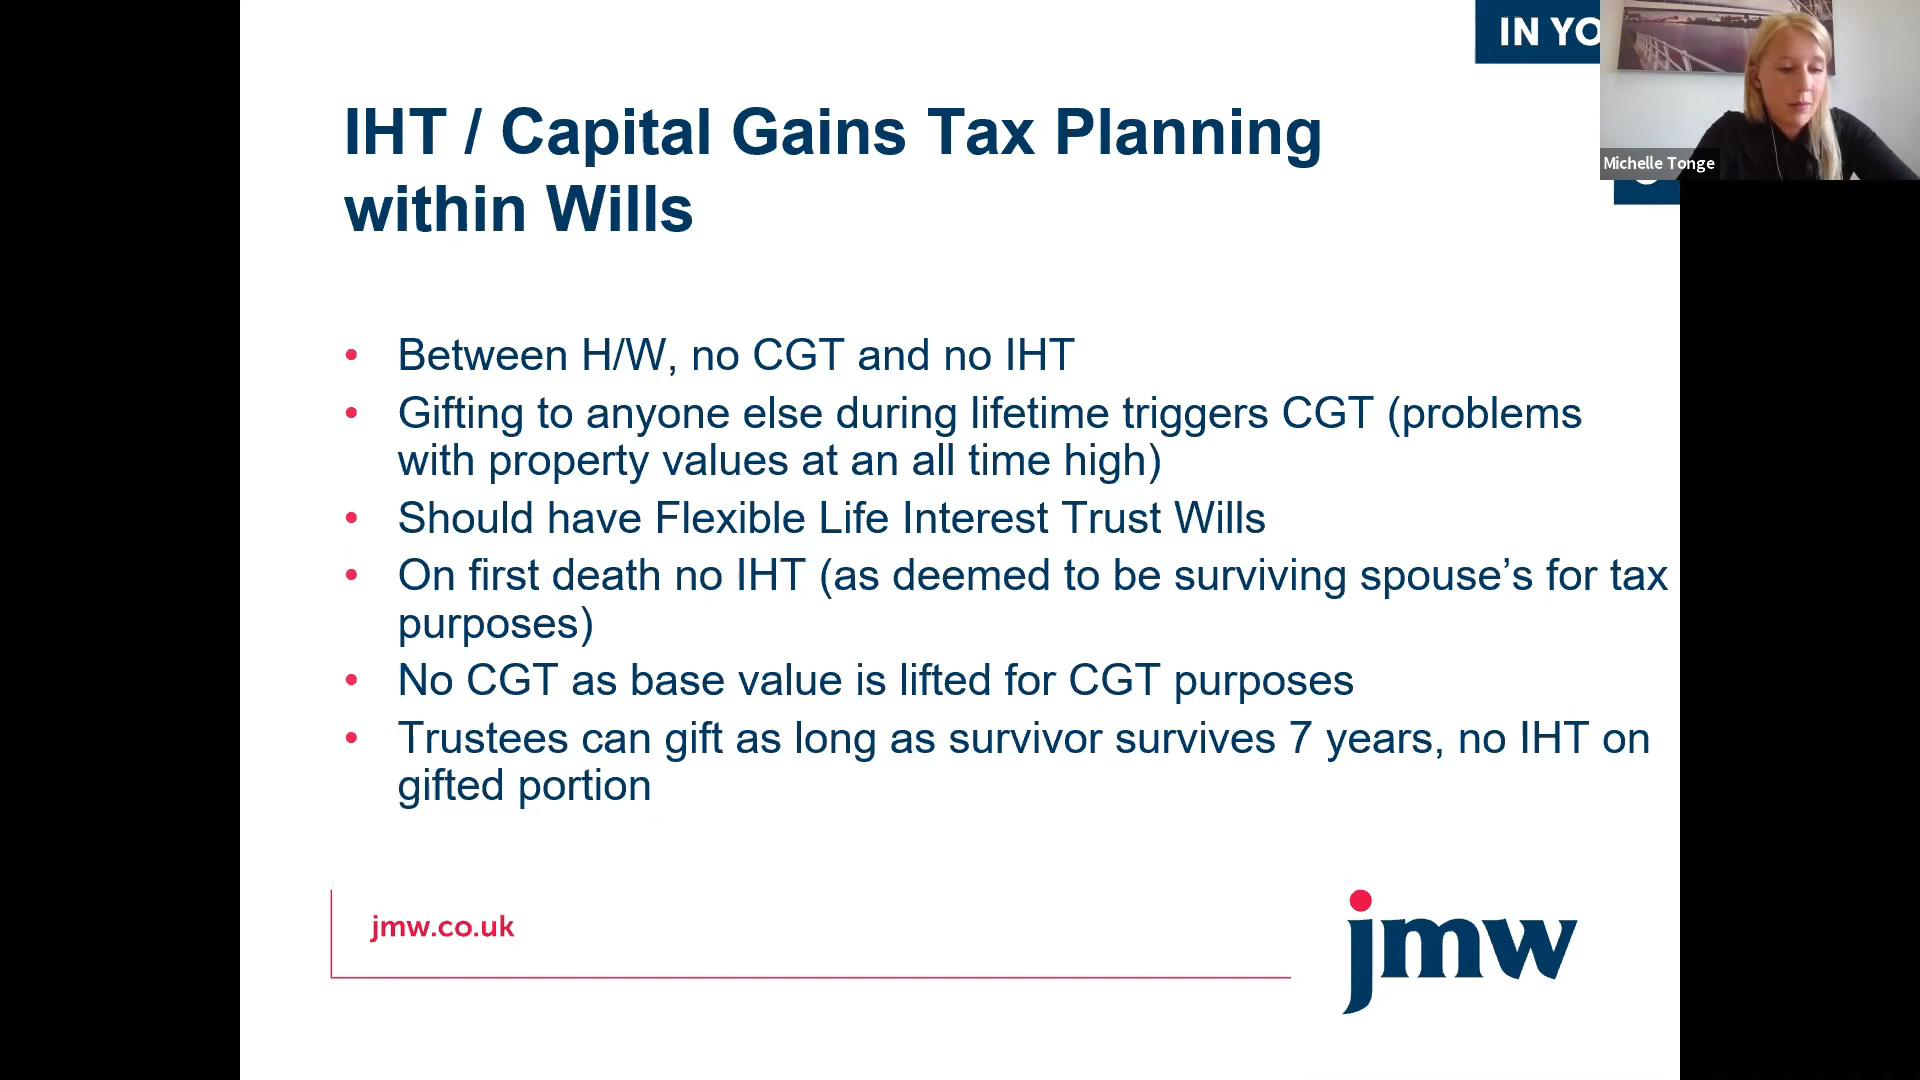 IN YO
Michelle Tonge
IHT / Capital Gains Tax Planning
within Wills
• Between H/W, no CGT and no IHT
• Gifting to anyone else during lifetime triggers CGT (problems
with property values at an all time high)
• Should have Flexible Life Interest Trust Wills
• On first death no IHT (as deemed to be surviving spouse’s for tax
purposes)
• No CGT as base value is lifted for CGT purposes
• Trustees can gift as long as survivor survives 7 years, no IHT on
gifted portion
jmw.co.uk
jmw